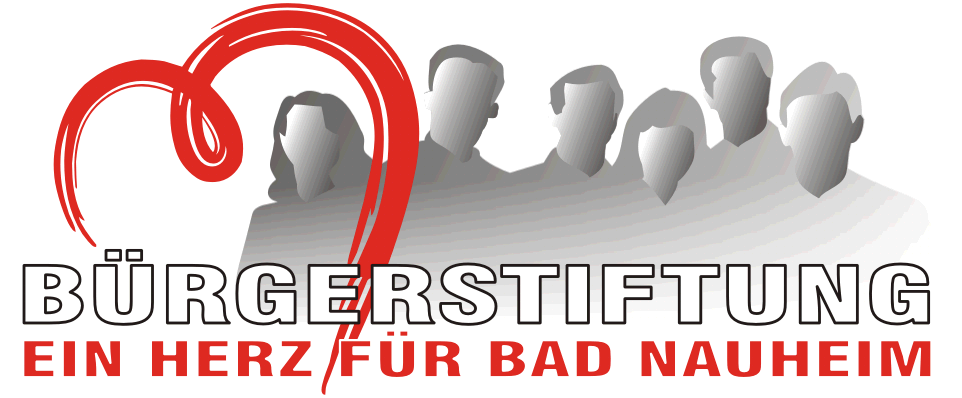 BÜRGERSTIFTUNG
EIN HERZ FÜR BAD NAUHEIM